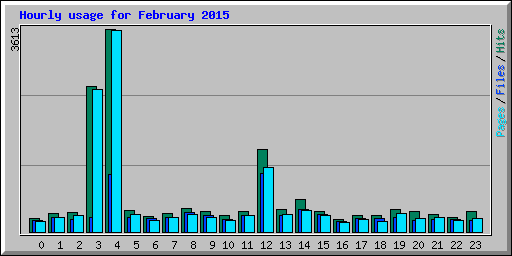 Hourly usage for February 2015
3613
Pages/Files/Hits
0 1 2 3 4 5 6 7 8 9 10 11 12 13 14 15 16 17 18 19 20 21 22 23